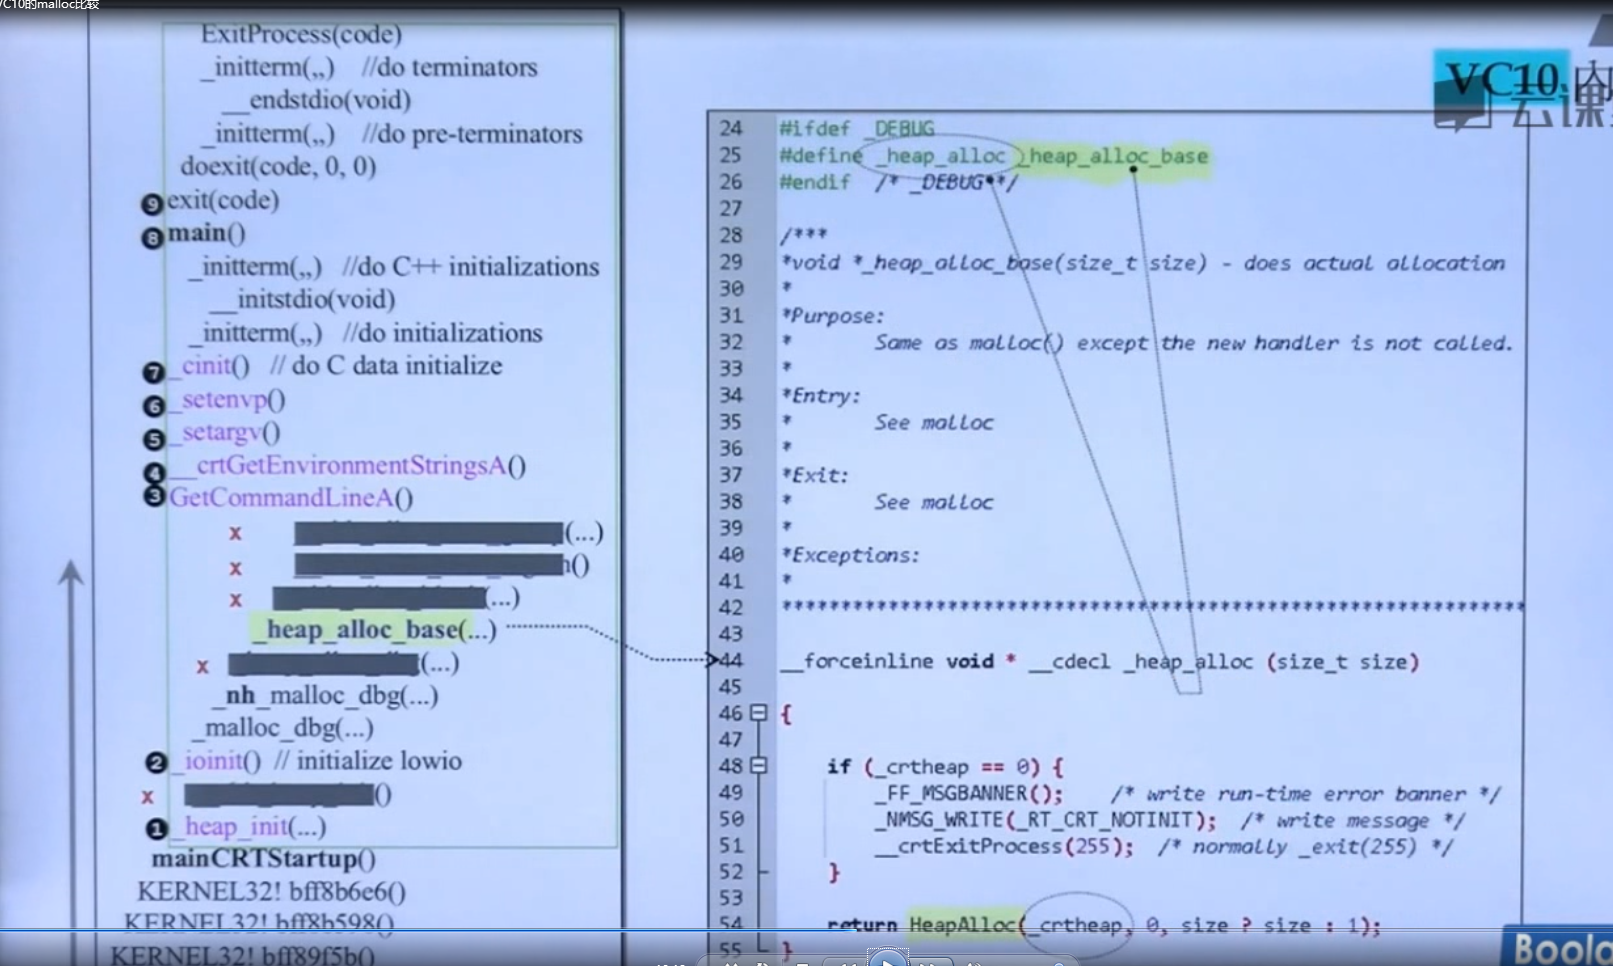 VC10的malloc比较
ExitProcess(code)
_initterm(,,) //do terminators
__endstdio(void)
_initterm(,,) //do pre-terminators
doexit(code, 0, 0)
9 exit(code)
8 main()
_initterm(,,) //do C++ initializations
__initstdio(void)
_initterm(,,) //do initializations
7 _cinit() // do C data initialize
6 _setenvp()
5 _setargv()
4 __crtGetEnvironmentStringsA()
3 GetCommandLineA()
x (...)
x ()
x (...)
_heap_alloc_base(...)
x (...)
_nh_malloc_dbg(...)
_malloc_dbg(...)
2 _ioinit() // initialize lowio
x ()
1 _heap_init(...)
mainCRTStartup()
KERNEL32! bff8b6e6()
KERNEL32! bff8b598()
KERNEL32! bff89f5b()
VC10 内
云课
24 #ifdef _DEBUG
25 #define _heap_alloc _heap_alloc_base
26 #endif /* _DEBUG */
27
28 /***
29 *void *_heap_alloc_base(size_t size) - does actual allocation
30 *
31 *Purpose:
32 * Same as malloc() except the new handler is not called.
33 *
34 *Entry:
35 * See malloc
36 *
37 *Exit:
38 * See malloc
39 *
40 *Exceptions:
41 *
42 *******************************************************************************
43
44 __forceinline void * __cdecl _heap_alloc (size_t size)
45
46 {
47
48 if (_crtheap == 0) {
49 _FF_MSGBANNER(); /* write run-time error banner */
50 _NMSG_WRITE(_RT_CRT_NOTINIT); /* write message */
51 __crtExitProcess(255); /* normally _exit(255) */
52 }
53
54 return HeapAlloc(_crtheap, 0, size ? size : 1);
55 }
Boola